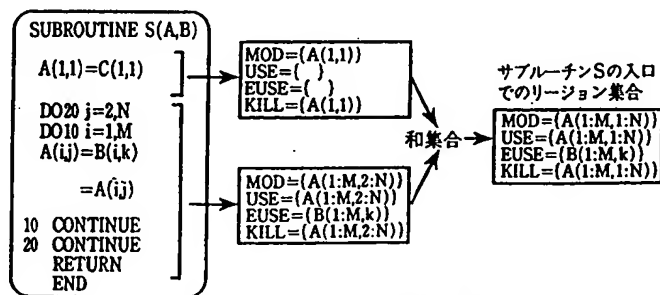 SUBROUTINE S(A,B)
A(1,1)=C(1,1)
DO20 j=2,N
DO10 i=1,M
A(i,j)=B(i,k)
=A(i,j)
10 CONTINUE
20 CONTINUE
RETURN
END
MOD={A(1,1)}
USE={ }
EUSE={ }
KILL={A(1,1)}
MOD={A(1:M,2:N)}
USE={A(1:M,2:N)}
EUSE={B(1:M,k)}
KILL={A(1:M,2:N)}
和集合
サブルーチンSの入口
でのリージョン集合
MOD={A(1:M,1:N)}
USE={A(1:M,1:N)}
EUSE={B(1:M,k)}
KILL={A(1:M,1:N)}